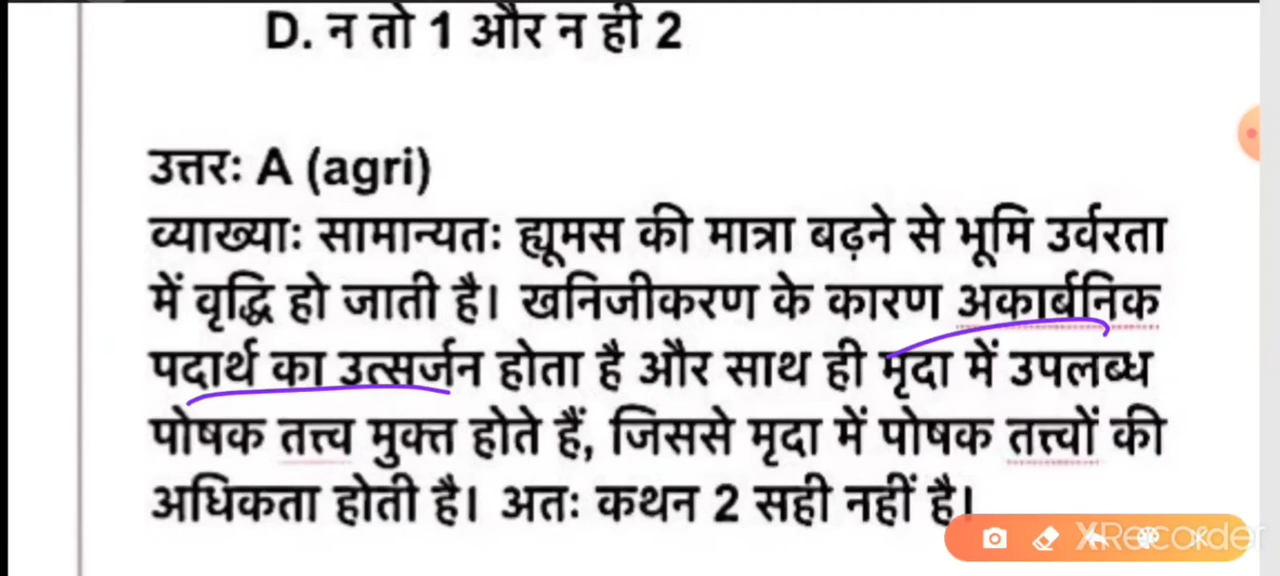 D. न तो 1 और न ही 2
उत्तरः A (agri)
व्याख्याः सामान्यतः ह्यूमस की मात्रा बढ़ने से भूमि उर्वरता
में वृद्धि हो जाती है। खनिजीकरण के कारण अकार्बनिक
पदार्थ का उत्सर्जन होता है और साथ ही मृदा में उपलब्ध
पोषक तत्त्व मुक्त होते हैं, जिससे मृदा में पोषक तत्त्वों की
अधिकता होती है। अतः कथन 2 सही नहीं है।
XRecorder